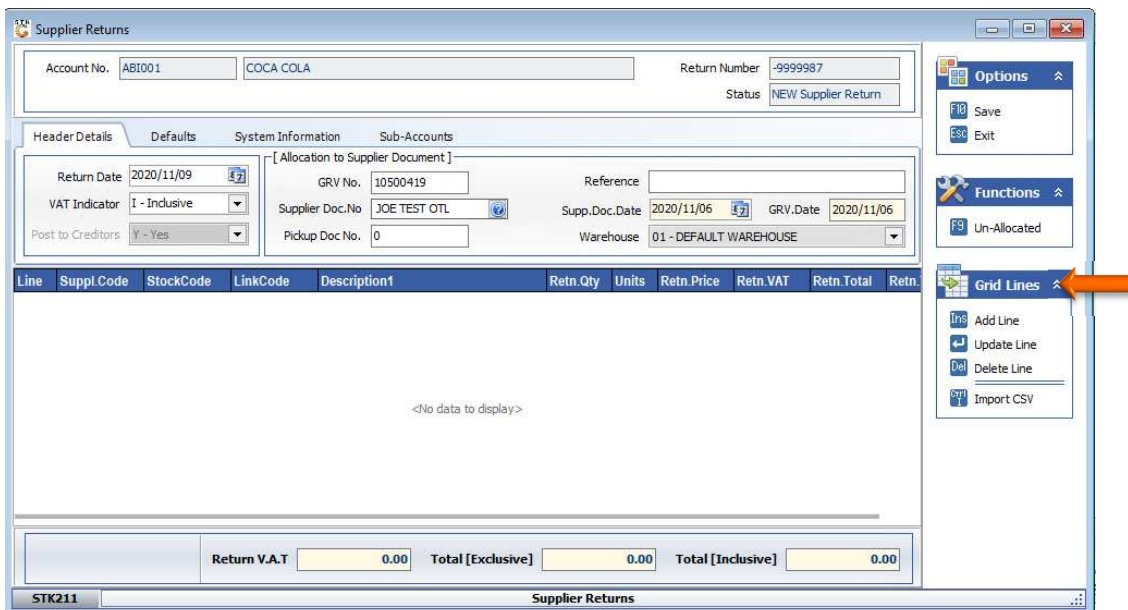 STK
Supplier Returns
Account No. ABI001 COCA COLA Return Number -9999987
Status NEW Supplier Return
Header Details Defaults System Information Sub-Accounts
[ Allocation to Supplier Document ]
Return Date 2020/11/09 GRV No. 10500419 Reference
VAT Indicator I - Inclusive Supplier Doc.No JOE TEST OTL Supp.Doc.Date 2020/11/06 GRV.Date 2020/11/06
Post to Creditors Y - Yes Pickup Doc No. 0 Warehouse 01 - DEFAULT WAREHOUSE
Line Suppl.Code StockCode LinkCode Description1 Retn.Qty Units Retn.Price Retn.VAT Retn.Total Retn.
<No data to display>
Return V.A.T 0.00 Total [Exclusive] 0.00 Total [Inclusive] 0.00
STK211 Supplier Returns
Options
F10 Save
Esc Exit
Functions
F9 Un-Allocated
Grid Lines
Ins Add Line
Update Line
Del Delete Line
Ctrl I Import CSV